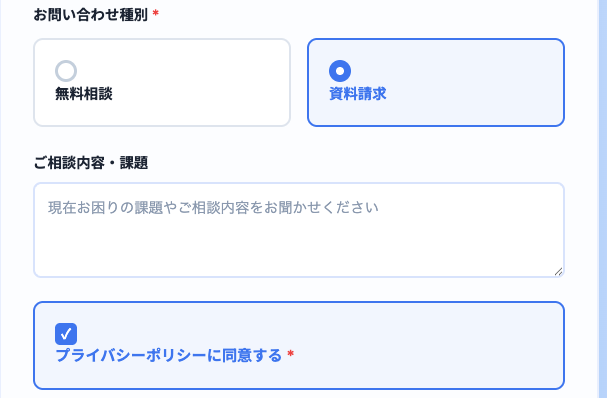 お問い合わせ種別 *
無料相談
資料請求
ご相談内容・課題
現在お困りの課題やご相談内容をお聞かせください
プライバシーポリシーに同意する *